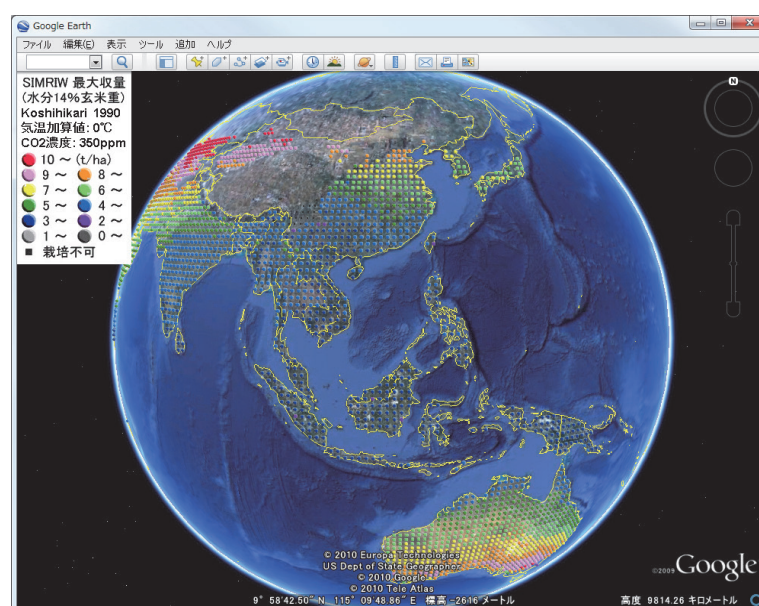 Google Earth
ファイル 編集(E) 表示 ツール 追加 ヘルプ
SIMRIW 最大収量
(水分14%玄米重)
Koshihikari 1990
気温加算値: 0℃
CO2濃度: 350ppm
10 ～ (t/ha)
9 ～ 8 ～
7 ～ 6 ～
5 ～ 4 ～
3 ～ 2 ～
1 ～ 0 ～
栽培不可
N
© 2010 Europa Technologies
US Dept of State Geographer
© 2010 Google
© 2010 Tele Atlas
©2009 Google
9° 58'42.50" N 115° 09'48.86" E 標高 -2616 メートル 高度 9814.26 キロメートル